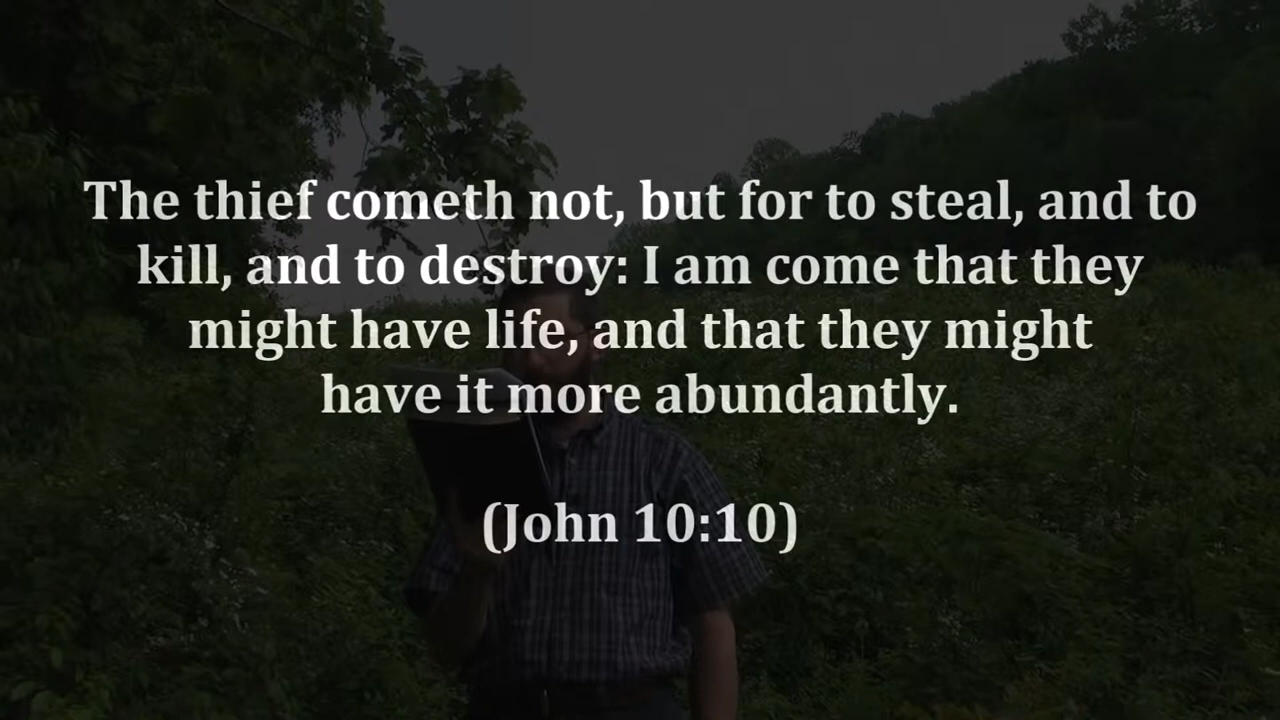 The thief cometh not, but for to steal, and to
kill, and to destroy: I am come that they
might have life, and that they might
have it more abundantly.
(John 10:10)